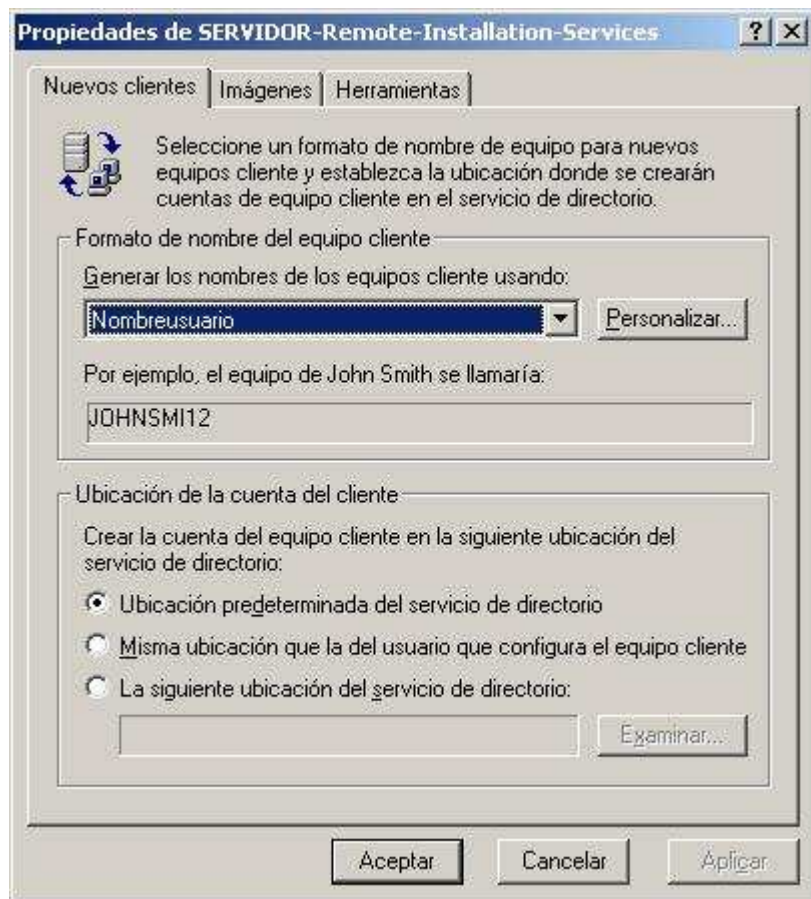 Propiedades de SERVIDOR-Remote-Installation-Services
Nuevos clientes
Imágenes
Herramientas
Seleccione un formato de nombre de equipo para nuevos
equipos cliente y establezca la ubicación donde se crearán
cuentas de equipo cliente en el servicio de directorio.
Formato de nombre del equipo cliente
Generar los nombres de los equipos cliente usando:
Nombreusuario
Personalizar...
Por ejemplo, el equipo de John Smith se llamaría:
JOHNSMI12
Ubicación de la cuenta del cliente
Crear la cuenta del equipo cliente en la siguiente ubicación del
servicio de directorio:
Ubicación predeterminada del servicio de directorio
Misma ubicación que la del usuario que configura el equipo cliente
La siguiente ubicación del servicio de directorio:
Examinar...
Aceptar
Cancelar
Aplicar